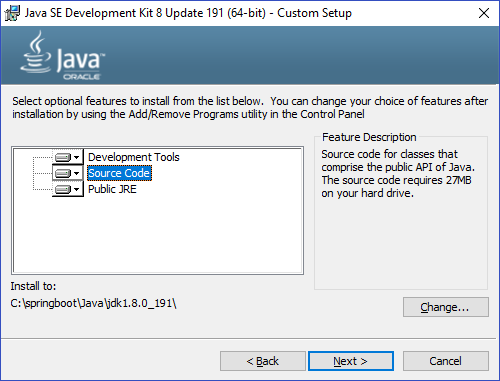 Java SE Development Kit 8 Update 191 (64-bit) - Custom Setup
Java™
ORACLE
Select optional features to install from the list below. You can change your choice of features after
installation by using the Add/Remove Programs utility in the Control Panel
Development Tools
Source Code
Public JRE
Feature Description
Source code for classes that
comprise the public API of Java.
The source code requires 27MB
on your hard drive.
Install to:
C:\springboot\Java\jdk1.8.0_191\
Change...
< Back
Next >
Cancel